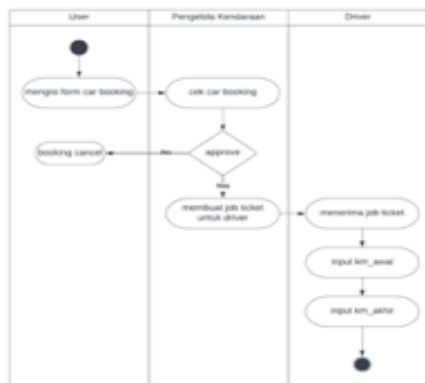 User
Pengelola Kendaraan
Driver
mengisi form car booking
cek car booking
booking cancel
No
approve
Yes
membuat job ticket
untuk driver
menerima job ticket
input km_awal
input km_akhir